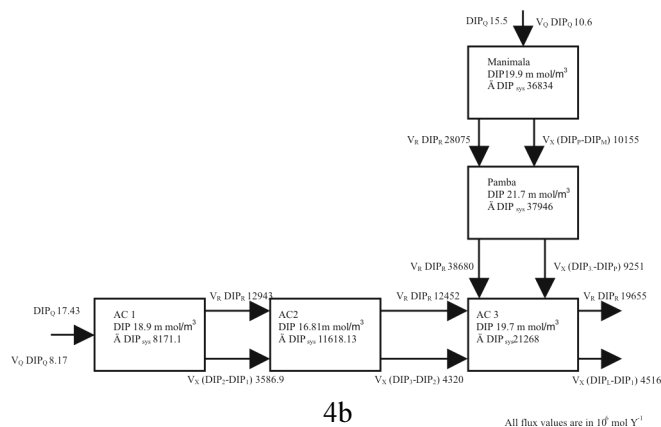 DIPQ 15.5 VQ DIPQ 10.6
Manimala
DIP19.9 m mol/m³
Ä DIP sys 36834
VR DIPR 28075 VX (DIPP-DIPM) 10155
Pamba
DIP 21.7 m mol/m³
Ä DIP sys 37946
VR DIPR 38680 VX (DIP3.-DIPP) 9251
DIPQ 17.43
VQ DIPQ 8.17
AC 1
DIP 18.9 m mol/m³
Ä DIP sys 8171.1
VR DIPR 12943
VX (DIP2-DIP1) 3586.9
AC2
DIP 16.81m mol/m³
Ä DIP sys 11618.13
VR DIPR 12452
VX (DIP3-DIP2) 4320
AC 3
DIP 19.7 m mol/m³
Ä DIP sys21268
VR DIPR 19655
VX (DIPL-DIP1) 4516
4b
All flux values are in 10⁶ mol Y⁻¹